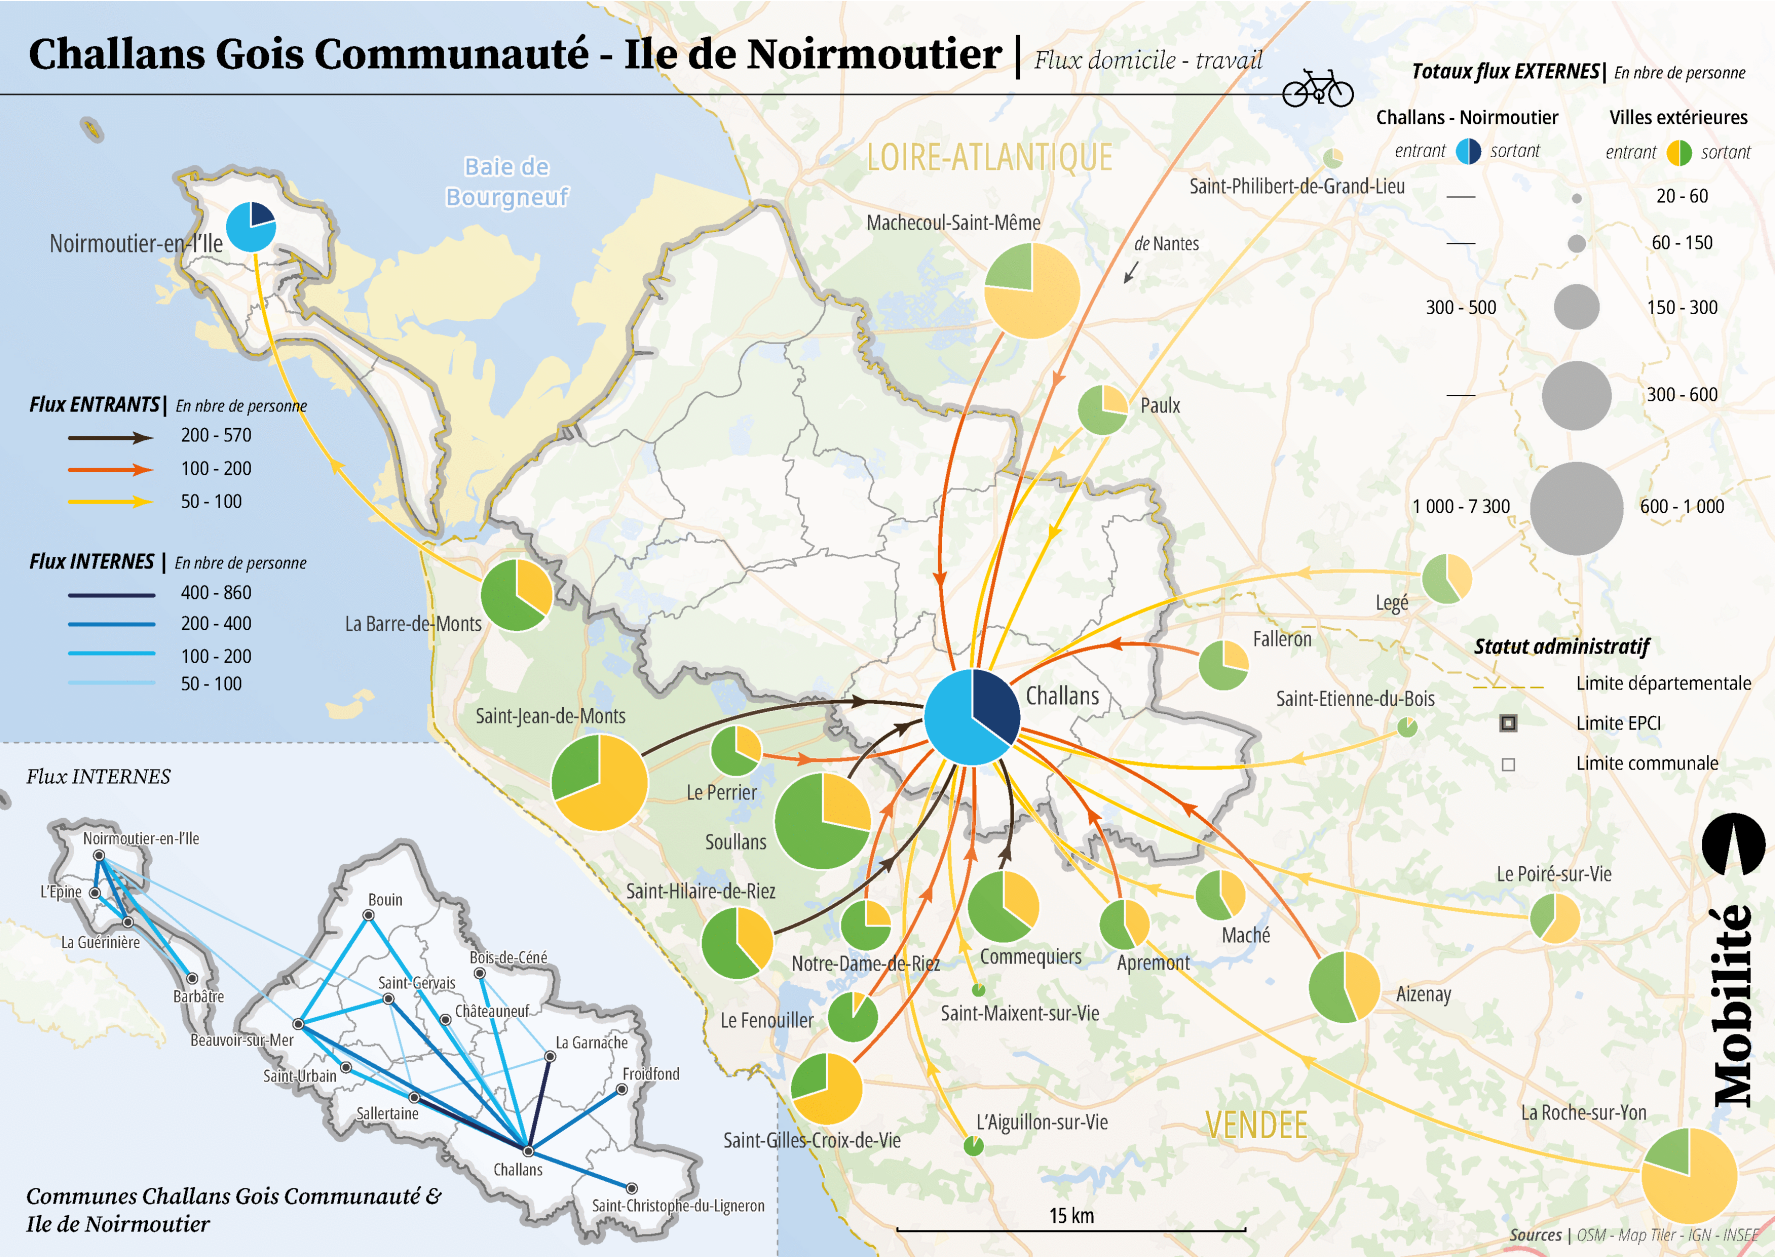 Challans Gois Communauté - Ile de Noirmoutier | Flux domicile - travail
Totaux flux EXTERNES| En nbre de personne
Challans - Noirmoutier
Villes extérieures
entrant sortant
entrant sortant
20 - 60
60 - 150
300 - 500
150 - 300
300 - 600
1 000 - 7 300
600 - 1 000
Baie de
Bourgneuf
LOIRE-ATLANTIQUE
Saint-Philibert-de-Grand-Lieu
Machecoul-Saint-Même
de Nantes
Noirmoutier-en-l'Ile
Paulx
Flux ENTRANTS| En nbre de personne
200 - 570
100 - 200
50 - 100
Flux INTERNES | En nbre de personne
400 - 860
200 - 400
100 - 200
50 - 100
La Barre-de-Monts
Legé
Falleron
Saint-Etienne-du-Bois
Challans
Statut administratif
Limite départementale
Limite EPCI
Limite communale
Saint-Jean-de-Monts
Le Perrier
Soullans
Saint-Hilaire-de-Riez
Notre-Dame-de-Riez
Commequiers
Apremont
Maché
Le Poiré-sur-Vie
Aizenay
Le Fenouiller
Saint-Maixent-sur-Vie
Saint-Gilles-Croix-de-Vie
L'Aiguillon-sur-Vie
VENDEE
La Roche-sur-Yon
Mobilité
Flux INTERNES
Noirmoutier-en-l'Ile
L'Epine
La Guérinière
Barbâtre
Bouin
Bois-de-Céné
Saint-Gervais
Châteauneuf
Beauvoir-sur-Mer
La Garnache
Saint-Urbain
Froidfond
Sallertaine
Challans
Saint-Christophe-du-Ligneron
Communes Challans Gois Communauté &
Ile de Noirmoutier
15 km
Sources | OSM - Map Tiler - IGN - INSEE